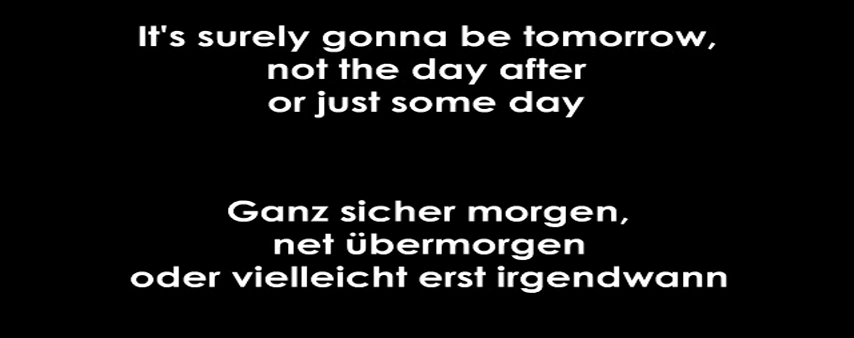 It's surely gonna be tomorrow,
not the day after
or just some day
Ganz sicher morgen,
net übermorgen
oder vielleicht erst irgendwann